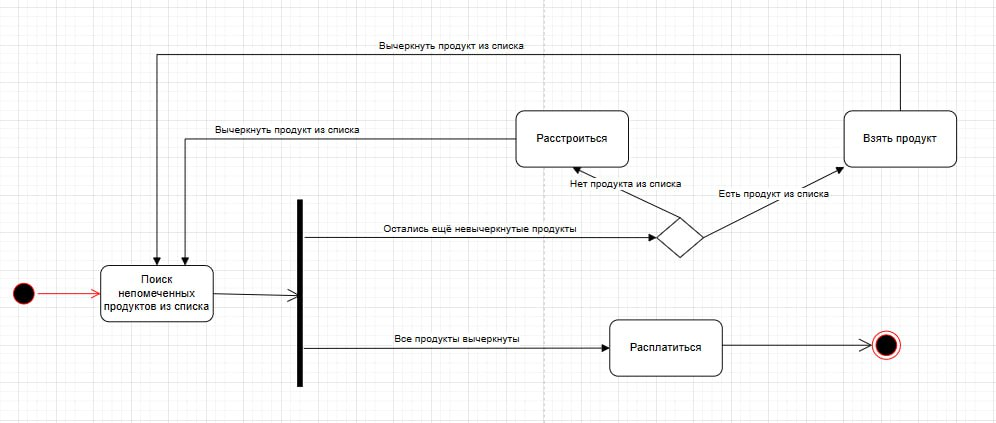 Вычеркнуть продукт из списка
Вычеркнуть продукт из списка
Расстроиться
Взять продукт
Нет продукта из списка
Есть продукт из списка
Остались ещё невычеркнутые продукты
Поиск
непомеченных
продуктов из списка
Все продукты вычеркнуты
Расплатиться